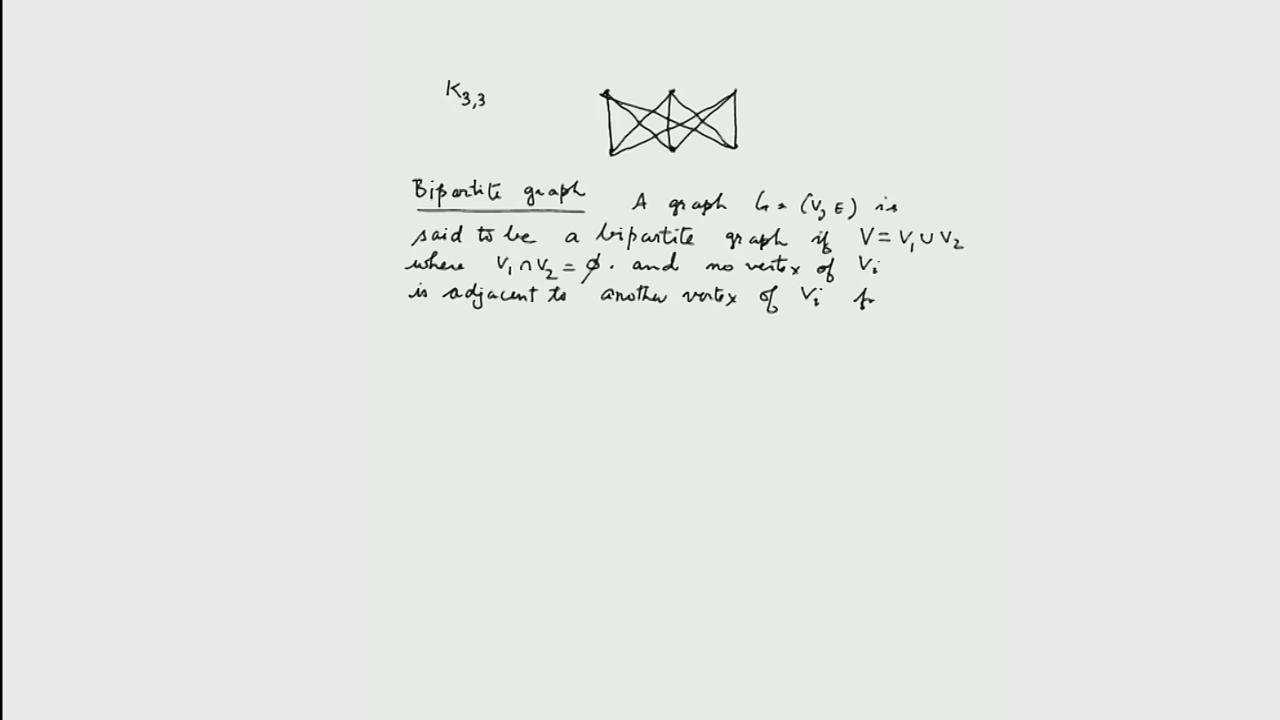 K3,3
Bipartite graph A graph G = (V, E) is
said to be a bipartite graph if V = V1 ∪ V2
where V1 ∩ V2 = ϕ. and no vertex of Vi
is adjacent to another vertex of Vi f